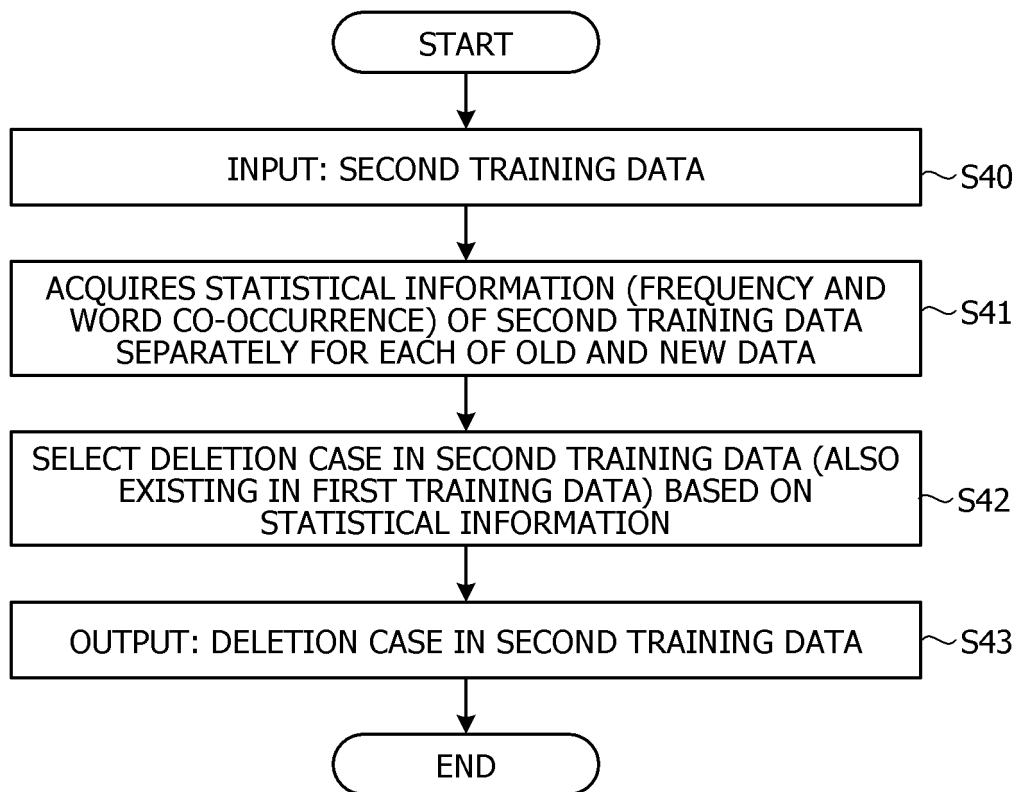 START
INPUT: SECOND TRAINING DATA
S40
ACQUIRES STATISTICAL INFORMATION (FREQUENCY AND
WORD CO-OCCURRENCE) OF SECOND TRAINING DATA
SEPARATELY FOR EACH OF OLD AND NEW DATA
S41
SELECT DELETION CASE IN SECOND TRAINING DATA (ALSO
EXISTING IN FIRST TRAINING DATA) BASED ON
STATISTICAL INFORMATION
S42
OUTPUT: DELETION CASE IN SECOND TRAINING DATA
S43
END